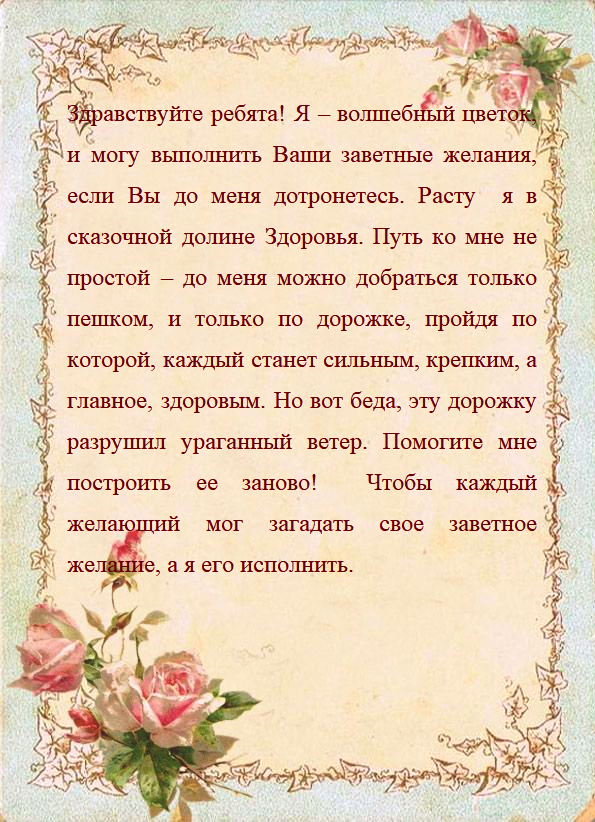 Здравствуйте ребята! Я – волшебный цветок,
и могу выполнить Ваши заветные желания,
если Вы до меня дотронетесь. Расту я в
сказочной долине Здоровья. Путь ко мне не
простой – до меня можно добраться только
пешком, и только по дорожке, пройдя по
которой, каждый станет сильным, крепким, а
главное, здоровым. Но вот беда, эту дорожку
разрушил ураганный ветер. Помогите мне
построить ее заново! Чтобы каждый
желающий мог загадать свое заветное
желание, а я его исполнить.